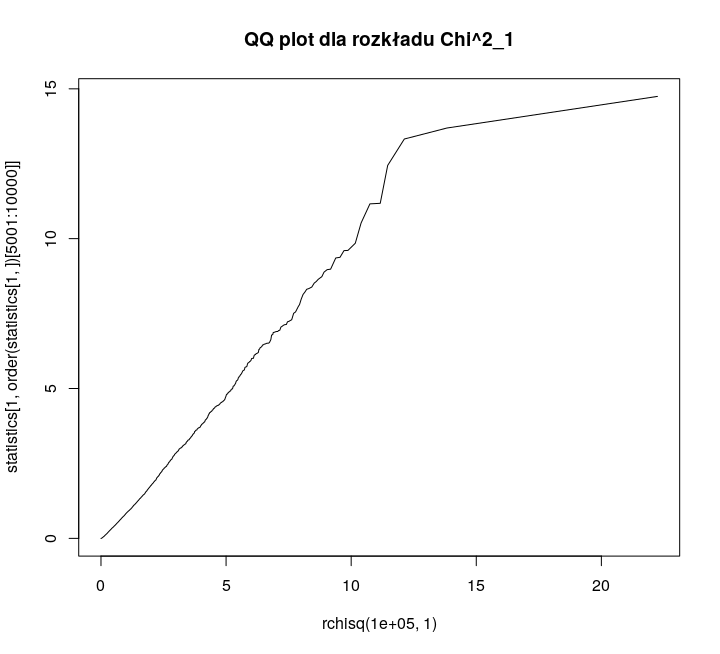 QQ plot dla rozkładu Chi^2_1
statistics[1, order(statistics[1, ])[5001:10000]]
15
10
5
0
0 5 10 15 20
rchisq(1e+05, 1)